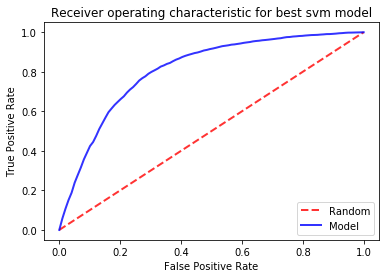 Receiver operating characteristic for best svm model
1.0
0.8
0.6
0.4
0.2
0.0
True Positive Rate
Random
Model
0.0 0.2 0.4 0.6 0.8 1.0
False Positive Rate